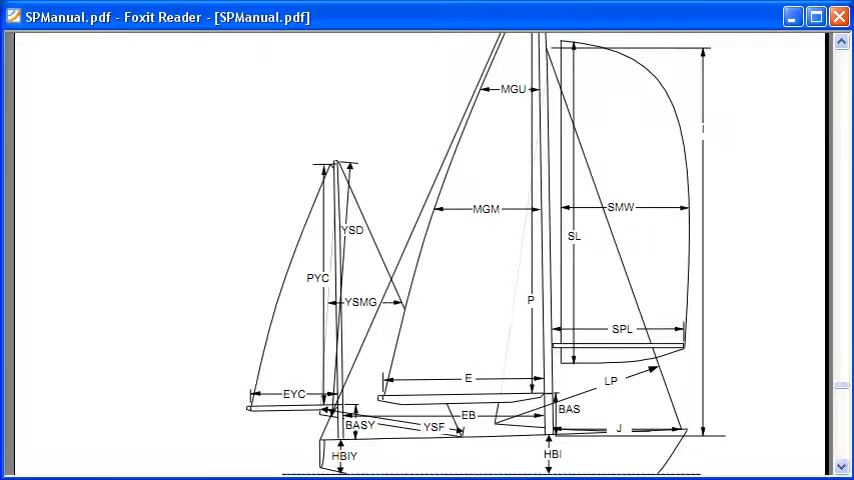 SPManual.pdf - Foxit Reader - [SPManual.pdf]
MGU
I
MGM
SMW
YSD
SL
PYC
YSMG
P
SPL
E
LP
EYC
BAS
EB
BASY
YSF
J
HBIY
HBI